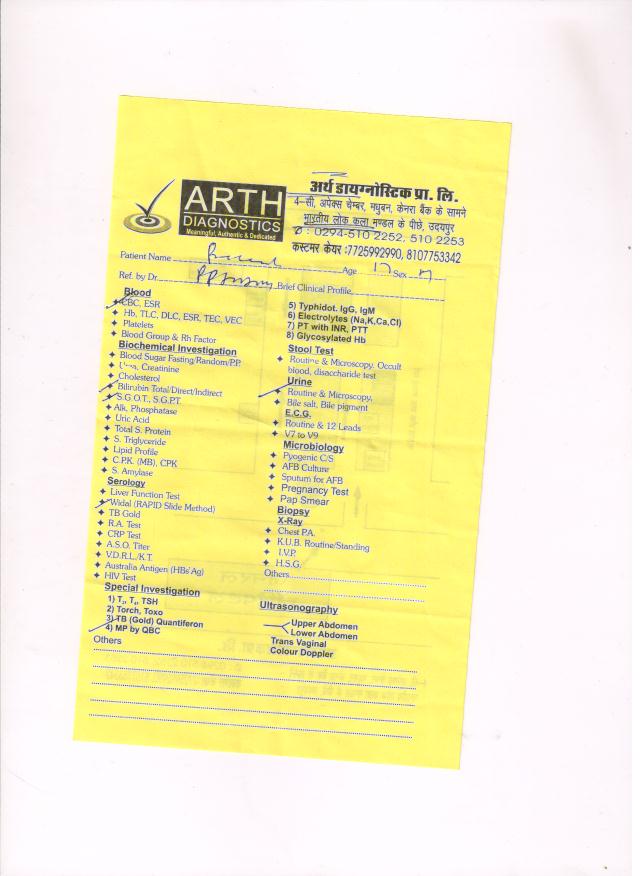 ARTH
DIAGNOSTICS
Meaningful, Authentic & Dedicated
अर्थ डायग्नोस्टिक प्रा. लि.
4-सी, अपेक्स चेम्बर, मधुबन, केनरा बैंक के सामने
भारतीय लोक कला मण्डल के पीछे, उदयपुर
: 0294-510 2252, 510 2253
कस्टमर केयर :7725992990, 8107753342
Patient Name Age 17 Sex M
Ref. by Dr. Brief Clinical Profile
Blood
CBC, ESR
Hb, TLC, DLC, ESR, TEC, VEC
Platelets
Blood Group & Rh Factor
Biochemical Investigation
Blood Sugar Fasting/Random/P.P.
Urea, Creatinine
Cholesterol
Bilirubin Total/Direct/Indirect
S.G.O.T., S.G.P.T.
Alk. Phosphatase
Uric Acid
Total S. Protein
S. Triglyceride
Lipid Profile
C.P.K. (MB), CPK
S. Amylase
Serology
Liver Function Test
Widal (RAPID Slide Method)
TB Gold
R.A. Test
CRP Test
A.S.O. Titer
V.D.R.L./K.T.
Australia Antigen (HBs'Ag)
HIV Test
Special Investigation
1) T₃, T₄, TSH
2) Torch, Toxo
3) TB (Gold) Quantiferon
4) MP by QBC
Others
5) Typhidot. IgG, IgM
6) Electrolytes (Na,K,Ca,Cl)
7) PT with INR, PTT
8) Glycosylated Hb
Stool Test
Routine & Microscopy. Occult
blood, disaccharide test
Urine
Routine & Microscopy,
Bile salt, Bile pigment
E.C.G.
Routine & 12 Leads
V7 to V9
Microbiology
Pyogenic C/S
AFB Culture
Sputum for AFB
Pregnancy Test
Pap Smear
Biopsy
X-Ray
Chest P.A.
K.U.B. Routine/Standing
I.V.P.
H.S.G.
Others
Ultrasonography
Upper Abdomen
Lower Abdomen
Trans Vaginal
Colour Doppler